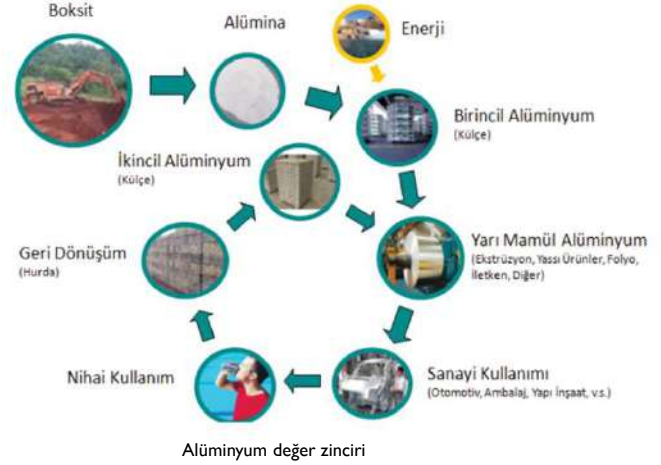 Boksit
Alümina
Enerji
Birincil Alüminyum
(Külçe)
İkincil Alüminyum
(Külçe)
Yarı Mamül Alüminyum
(Ekstrüzyon, Yassı Ürünler, Folyo,
İletken, Diğer)
Geri Dönüşüm
(Hurda)
Nihai Kullanım
Sanayi Kullanımı
(Otomotiv, Ambalaj, Yapı İnşaat, v.s.)
Alüminyum değer zinciri